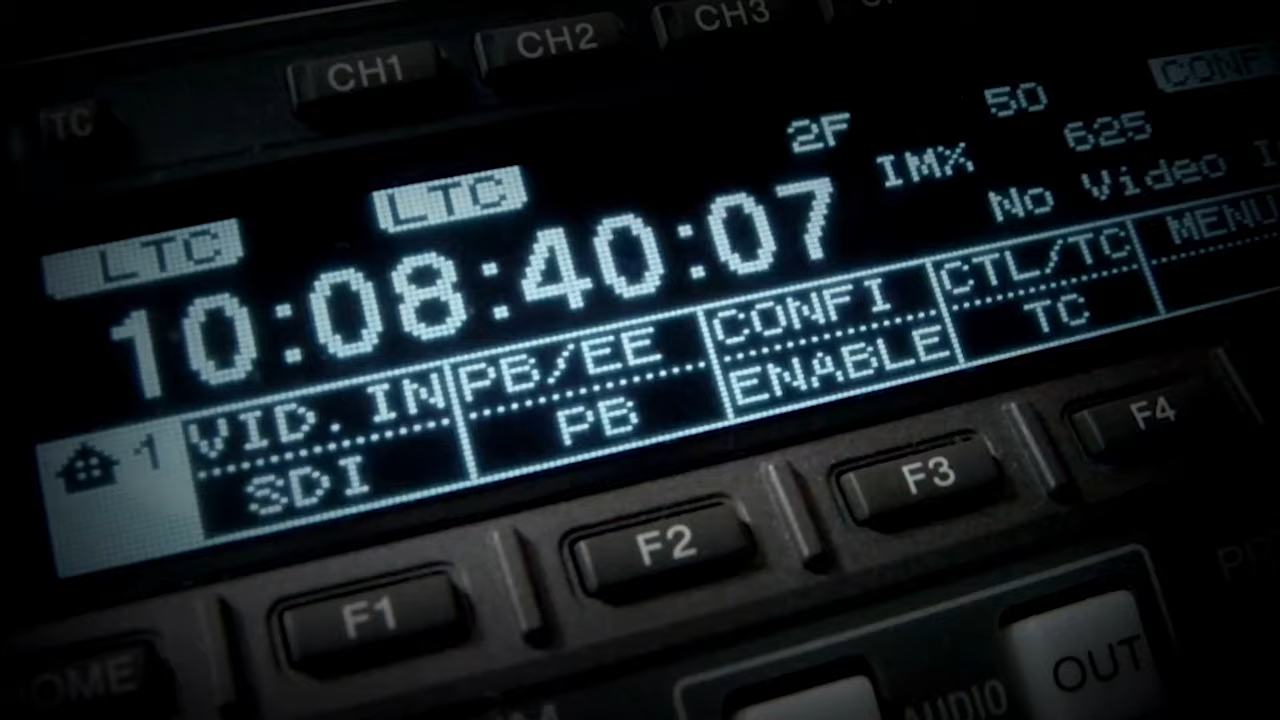 CH1 CH2 CH3
TC
50 CONF
2F 625
LTC LTC IMX
10:08:40:07 No Video
VID.IN PB/EE CONFI CTL/TC MENU
1 SDI PB ENABLE TC
F1 F2 F3 F4
AUDIO OUT